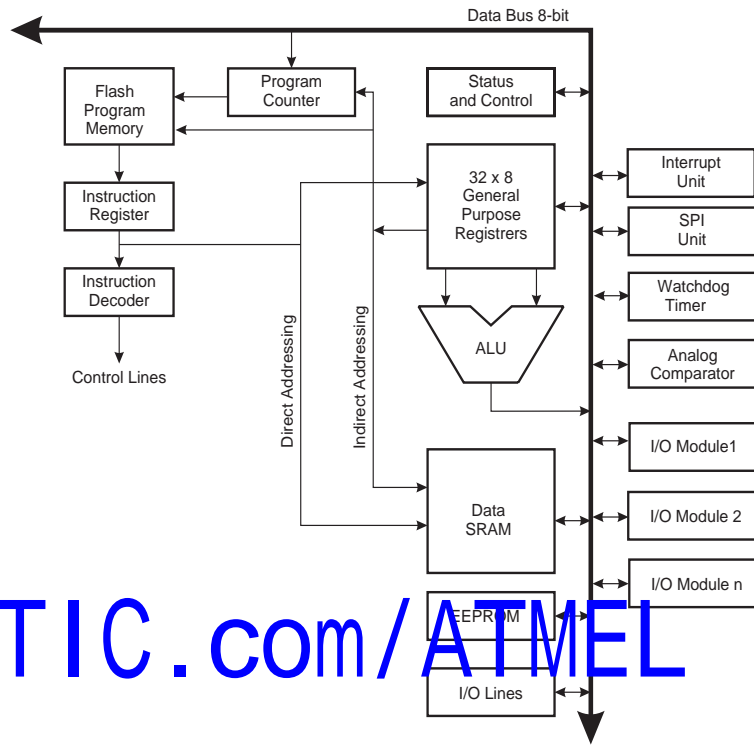 Data Bus 8-bit
Flash
Program
Memory
Program
Counter
Status
and Control
Instruction
Register
32 x 8
General
Purpose
Registrers
Interrupt
Unit
SPI
Unit
Instruction
Decoder
Watchdog
Timer
Control Lines
Direct Addressing
Indirect Addressing
ALU
Analog
Comparator
I/O Module1
Data
SRAM
I/O Module 2
I/O Module n
EEPROM
TIC.com/ATMEL
I/O Lines